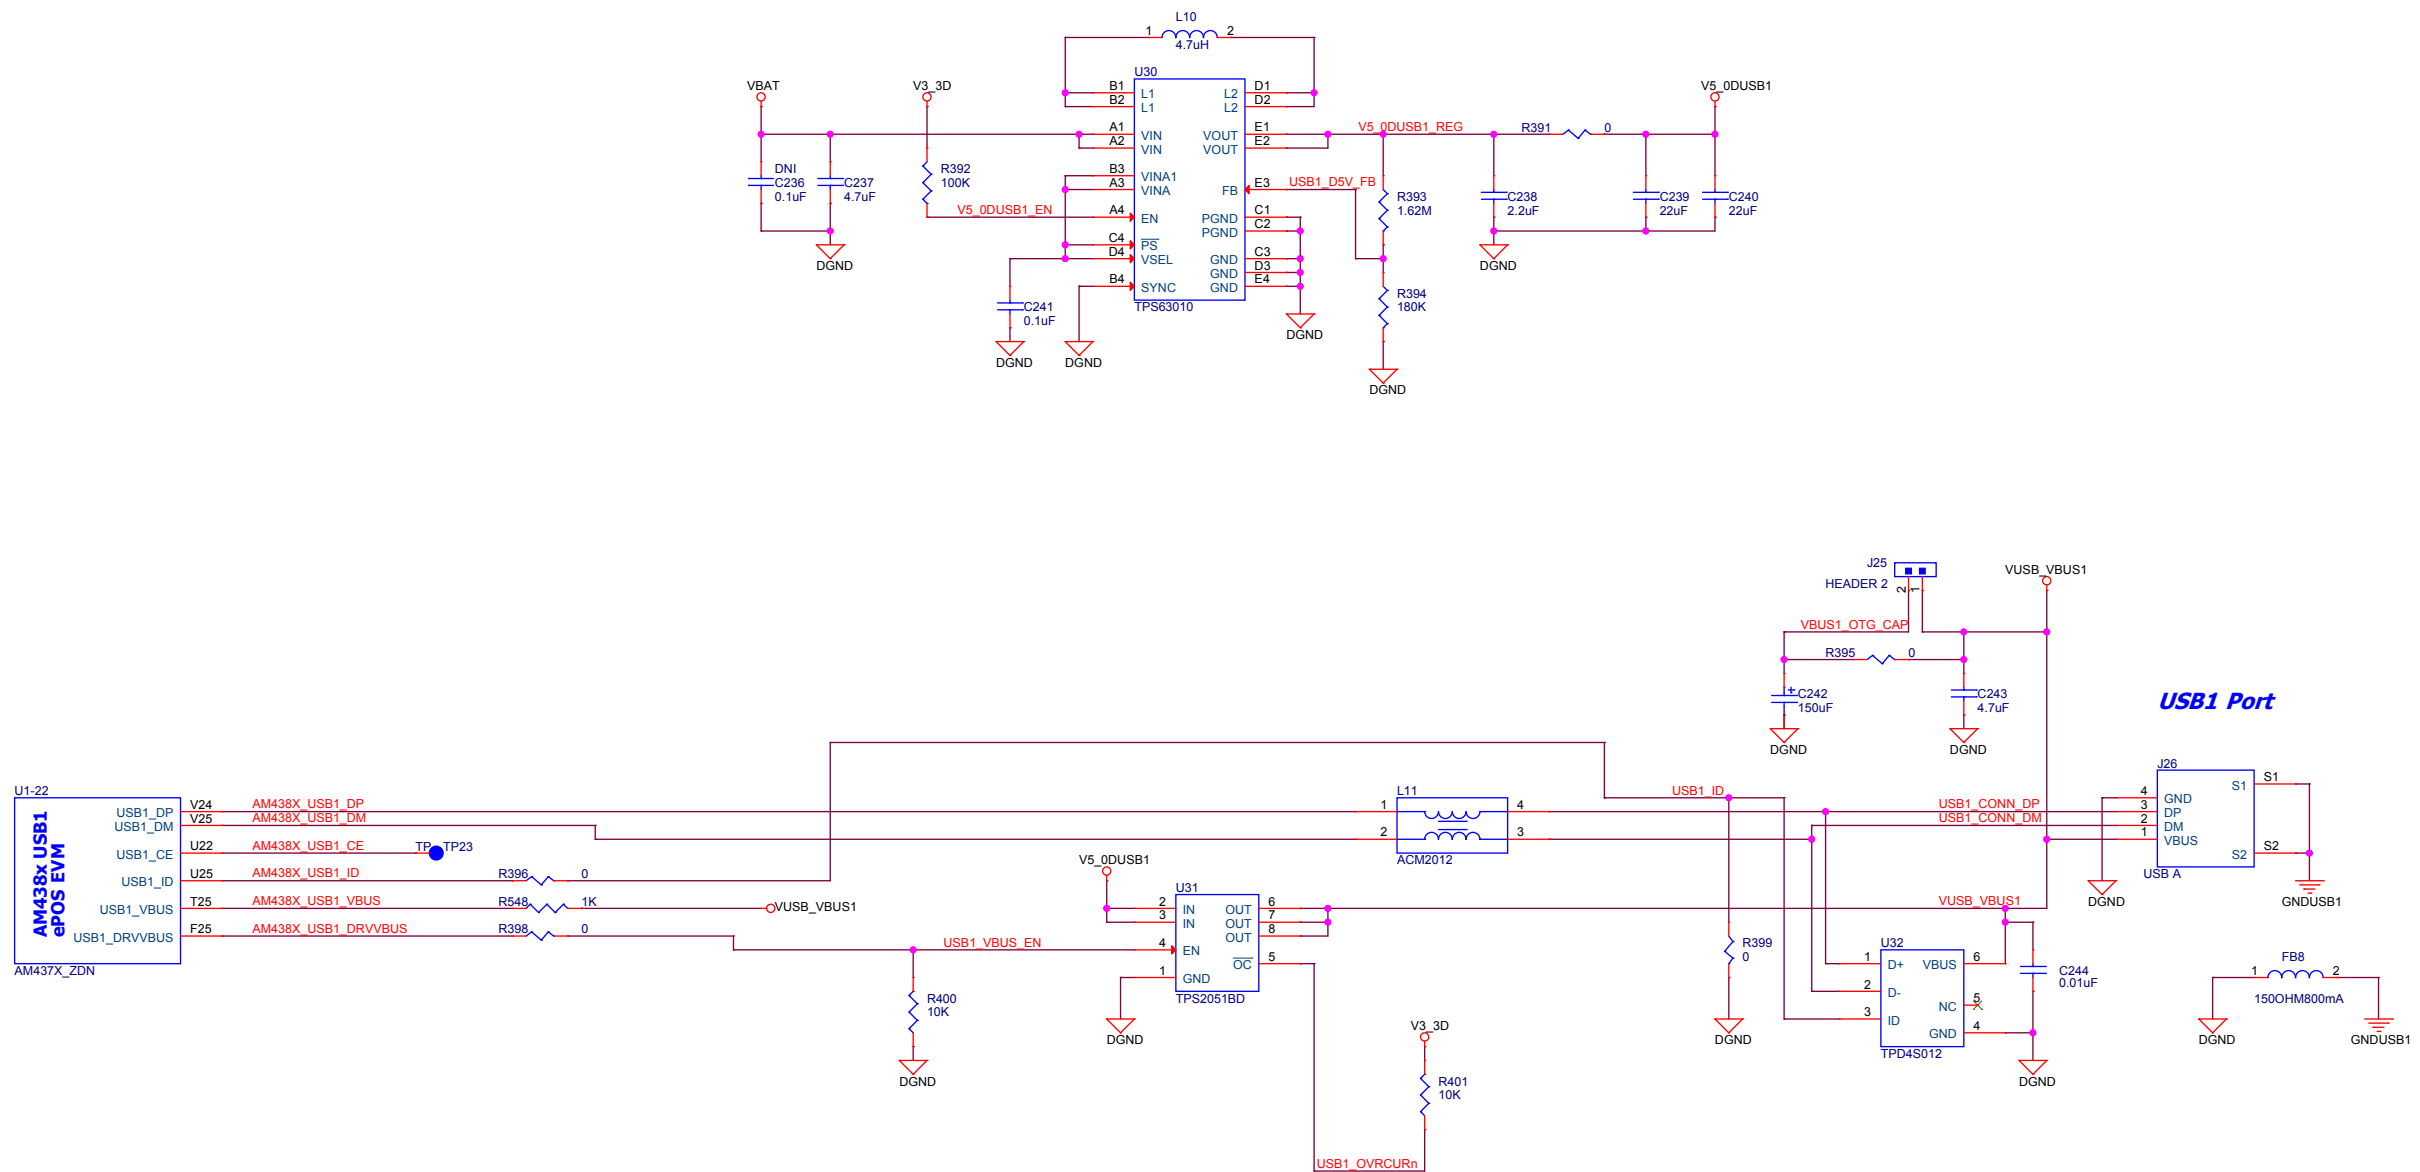 L10
1 2
4.7uH
U30
VBAT
V3_3D
V5_0DUSB1
B1 L1 L2 D1
B2 L1 L2 D2
A1 VIN VOUT E1
A2 VIN VOUT E2
V5_0DUSB1_REG
R391 0
B3 VINA1
A3 VINA FB E3
USB1_D5V_FB
A4 EN PGND C1
PGND C2
C4 PS GND C3
D4 VSEL GND D3
B4 SYNC GND E4
TPS63010
DNI
C236
0.1uF
C237
4.7uF
DGND
R392
100K
V5_0DUSB1_EN
C241
0.1uF
DGND
DGND
DGND
R393
1.62M
R394
180K
DGND
C238
2.2uF
DGND
C239
22uF
C240
22uF
J25
HEADER 2
2 1
VUSB_VBUS1
VBUS1_OTG_CAP
R395 0
+
C242
150uF
DGND
C243
4.7uF
DGND
USB1 Port
U1-22
AM438x USB1
ePOS EVM
USB1_DP V24 AM438X_USB1_DP
USB1_DM V25 AM438X_USB1_DM
USB1_CE U22 AM438X_USB1_CE TP TP23
USB1_ID U25 AM438X_USB1_ID R396 0
USB1_VBUS T25 AM438X_USB1_VBUS R548 1K VUSB_VBUS1
USB1_DRVVBUS F25 AM438X_USB1_DRVVBUS R398 0
AM437X_ZDN
USB1_VBUS_EN
R400
10K
DGND
L11
1 4
2 3
ACM2012
V5_0DUSB1
U31
2 IN OUT 6
3 IN OUT 7
OUT 8
4 EN
OC 5
1 GND
TPS2051BD
DGND
V3_3D
R401
10K
USB1_OVRCURn
USB1_ID
R399
0
DGND
USB1_CONN_DP
USB1_CONN_DM
VUSB_VBUS1
U32
1 D+ VBUS 6
2 D- NC 5
3 ID GND 4
TPD4S012
C244
0.01uF
DGND
J26
4 GND S1 S1
3 DP
2 DM
1 VBUS
S2 S2
USB A
DGND
GNDUSB1
FB8
1 2
150OHM800mA
DGND
GNDUSB1